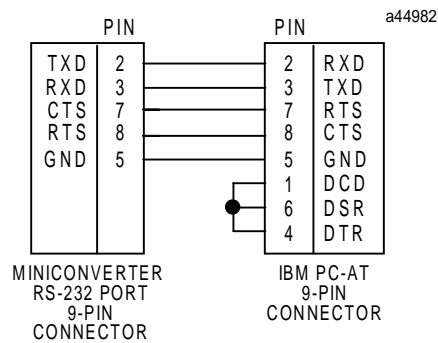 a44982
PIN PIN
TXD 2 2 RXD
RXD 3 3 TXD
CTS 7 7 RTS
RTS 8 8 CTS
GND 5 5 GND
1 DCD
6 DSR
4 DTR
MINICONVERTER
RS-232 PORT
9-PIN
CONNECTOR
IBM PC-AT
9-PIN
CONNECTOR